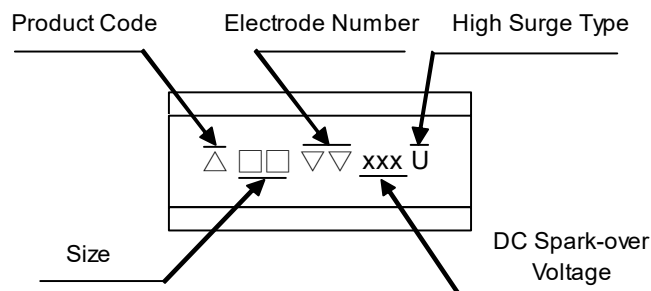 Product Code
Electrode Number
High Surge Type
△ □□ ▽▽ xxx U
Size
DC Spark-over
Voltage